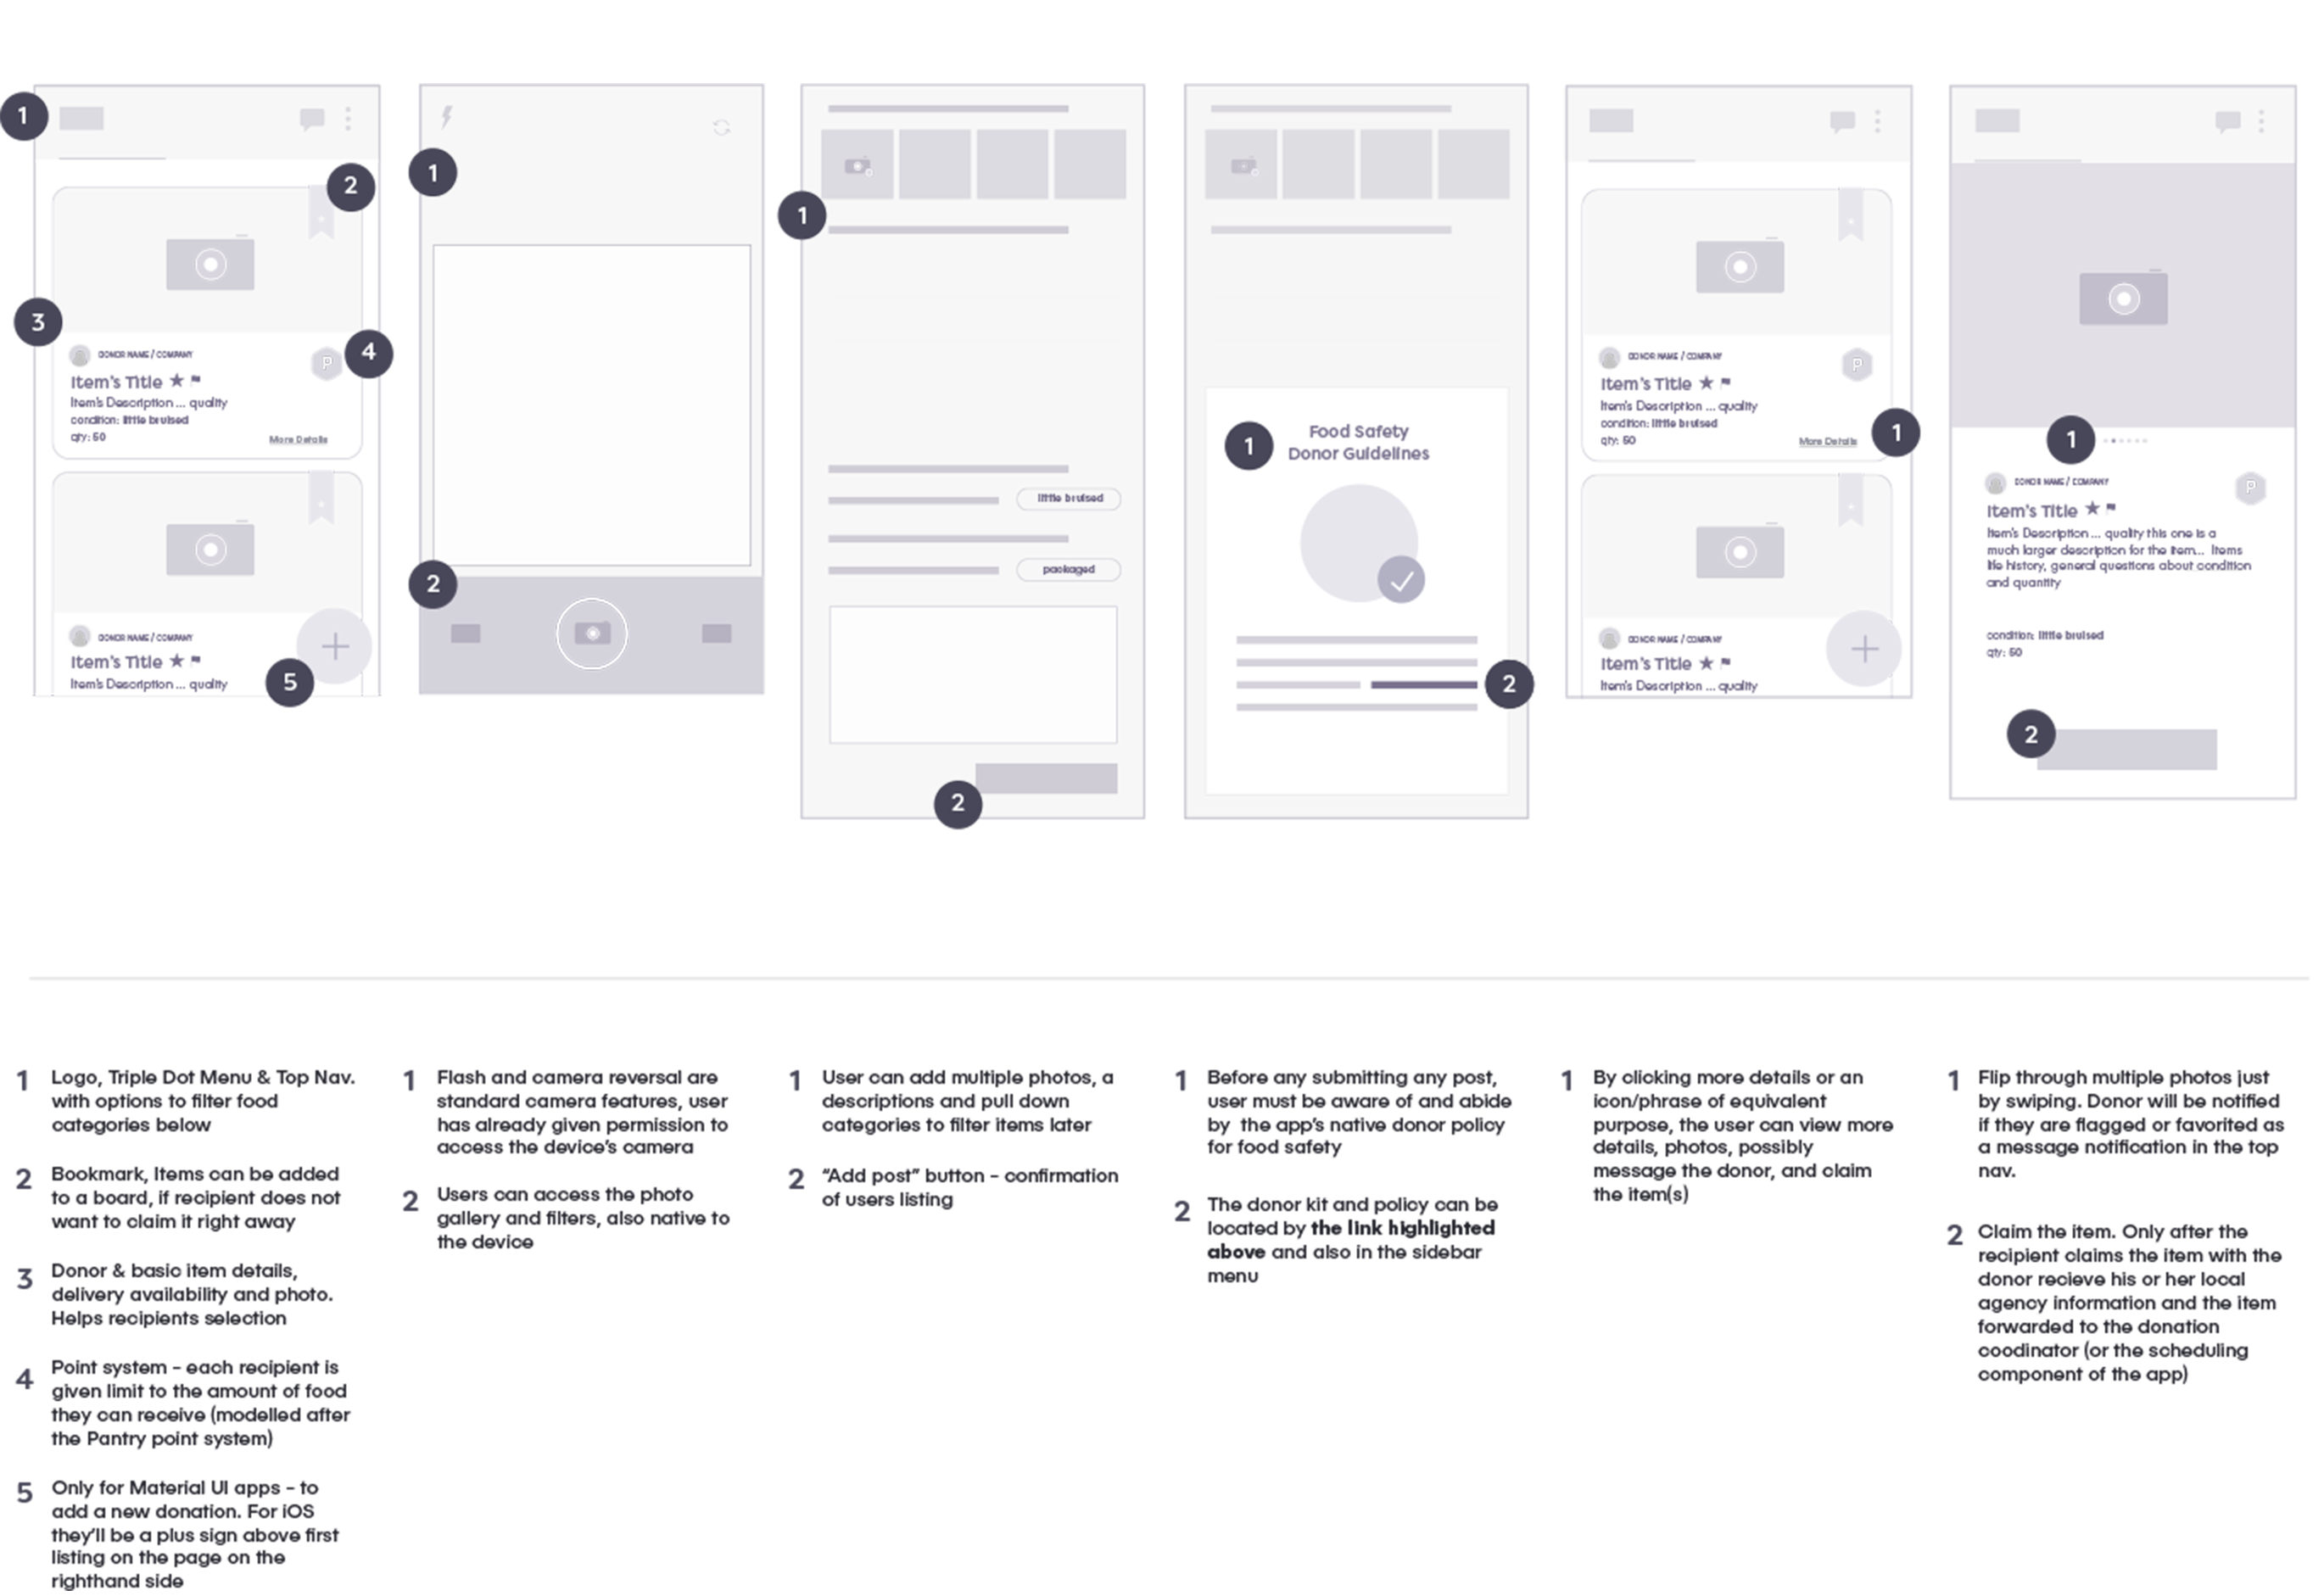 1
2
3
4
DONOR NAME / COMPANY
P
Item's Title
Item's Description ... quality
condition: little bruised
qty: 50
More Details
DONOR NAME / COMPANY
Item's Title
Item's Description ... quality
5
1
2
1
little bruised
packaged
2
1
Food Safety
Donor Guidelines
2
DONOR NAME / COMPANY
P
Item's Title
Item's Description ... quality
condition: little bruised
qty: 50
More Details
1
DONOR NAME / COMPANY
Item's Title
Item's Description ... quality
1
DONOR NAME / COMPANY
P
Item's Title
Item's Description ... quality this one is a
much larger description for the item... Items
life history, general questions about condition
and quantity
condition: little bruised
qty: 50
2
1 Logo, Triple Dot Menu & Top Nav.
with options to filter food
categories below
2 Bookmark, Items can be added
to a board, if recipient does not
want to claim it right away
3 Donor & basic item details,
delivery availability and photo.
Helps recipients selection
4 Point system - each recipient is
given limit to the amount of food
they can receive (modelled after
the Pantry point system)
5 Only for Material UI apps - to
add a new donation. For iOS
they'll be a plus sign above first
listing on the page on the
righthand side
1 Flash and camera reversal are
standard camera features, user
has already given permission to
access the device's camera
2 Users can access the photo
gallery and filters, also native to
the device
1 User can add multiple photos, a
descriptions and pull down
categories to filter items later
2 “Add post” button - confirmation
of users listing
1 Before any submitting any post,
user must be aware of and abide
by the app's native donor policy
for food safety
2 The donor kit and policy can be
located by the link highlighted
above and also in the sidebar
menu
1 By clicking more details or an
icon/phrase of equivalent
purpose, the user can view more
details, photos, possibly
message the donor, and claim
the item(s)
1 Flip through multiple photos just
by swiping. Donor will be notified
if they are flagged or favorited as
a message notification in the top
nav.
2 Claim the item. Only after the
recipient claims the item with the
donor recieve his or her local
agency information and the item
forwarded to the donation
coodinator (or the scheduling
component of the app)